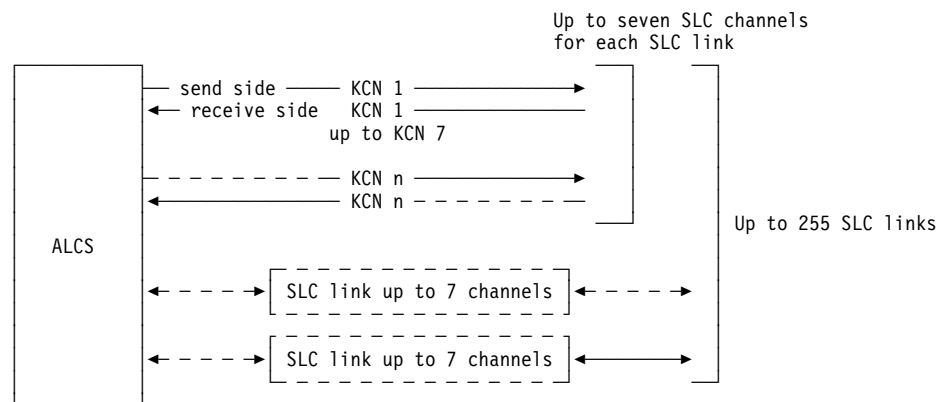 Up to seven SLC channels
for each SLC link
send side KCN 1
receive side KCN 1
up to KCN 7
KCN n
KCN n
Up to 255 SLC links
ALCS
SLC link up to 7 channels
SLC link up to 7 channels